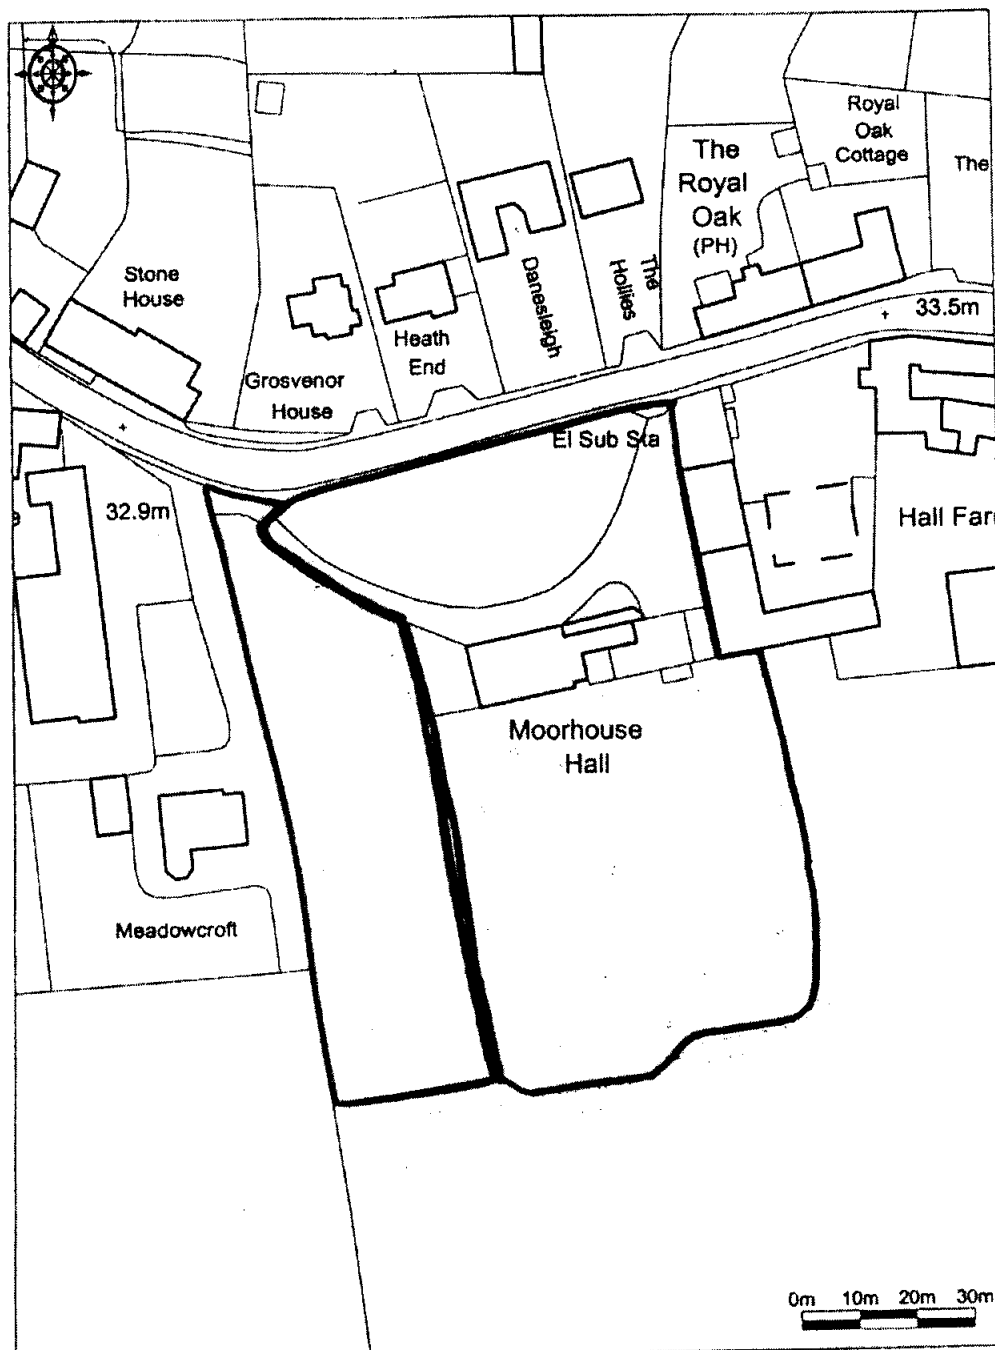 Royal
Oak
Cottage
The
The
Royal
Oak
(PH)
Stone
House
Danesleigh
The
Hollies
33.5m
Heath
End
Grosvenor
House
El Sub Sta
32.9m
Hall Far
Moorhouse
Hall
Meadowcroft
0m 10m 20m 30m